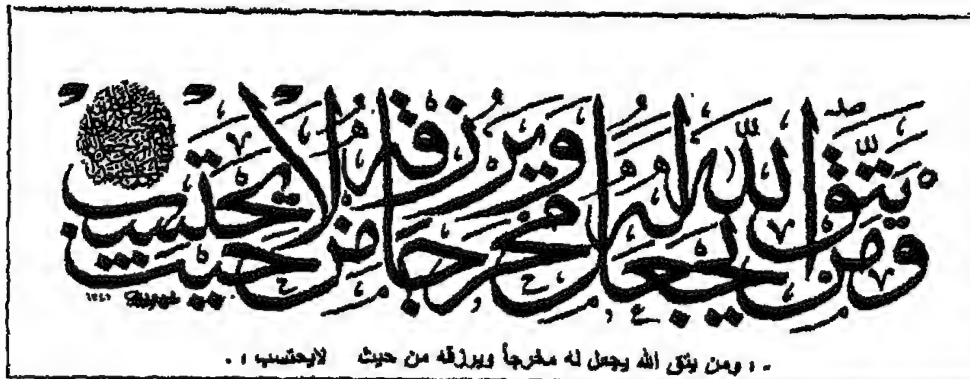 ومن يتق الله يجعل له مخرجا ويرزقه من حيث لا يحتسب
.، ومن يتق الله يجعل له مخرجاً ويرزقه من حيث لايحتسب ، .